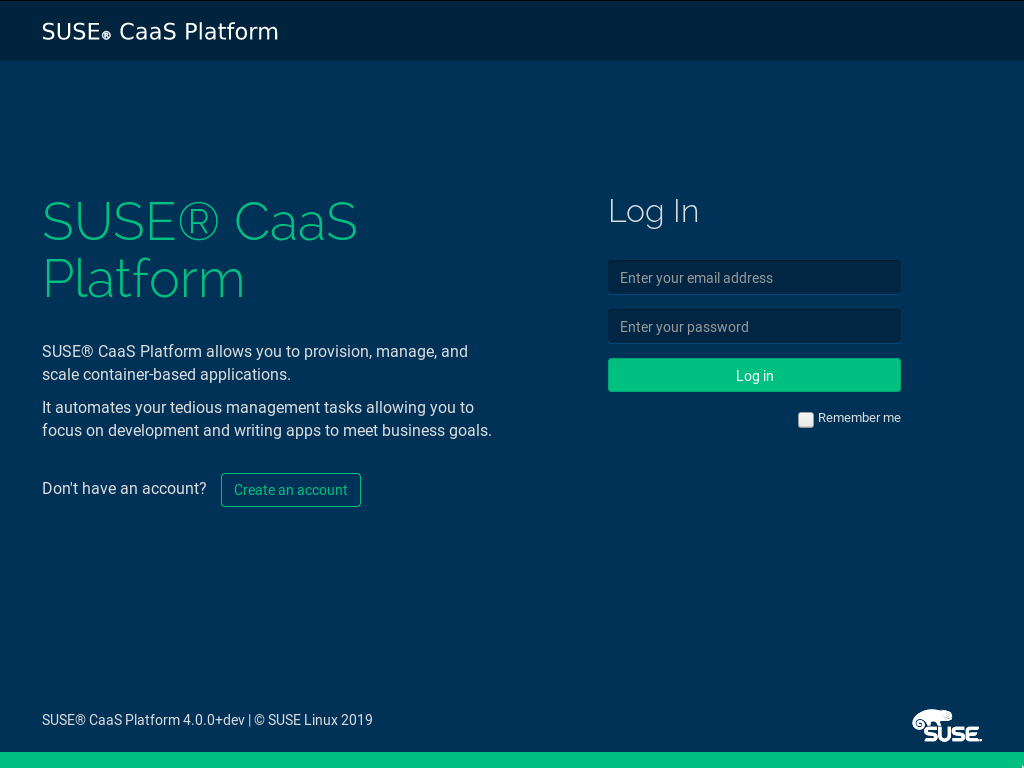 SUSE® CaaS Platform
SUSE® CaaS
Platform
SUSE® CaaS Platform allows you to provision, manage, and
scale container-based applications.
It automates your tedious management tasks allowing you to
focus on development and writing apps to meet business goals.
Don't have an account? Create an account
Log In
Enter your email address
Enter your password
Log in
Remember me
SUSE® CaaS Platform 4.0.0+dev | © SUSE Linux 2019
SUSE